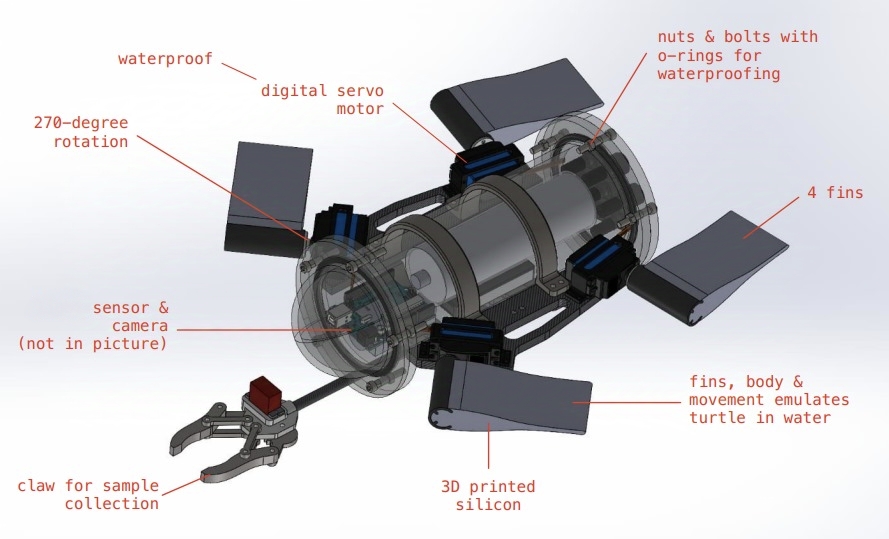 nuts & bolts with
o-rings for
waterproofing
waterproof
digital servo
motor
270-degree
rotation
4 fins
sensor &
camera
(not in picture)
fins, body &
movement emulates
turtle in water
claw for sample
collection
3D printed
silicon